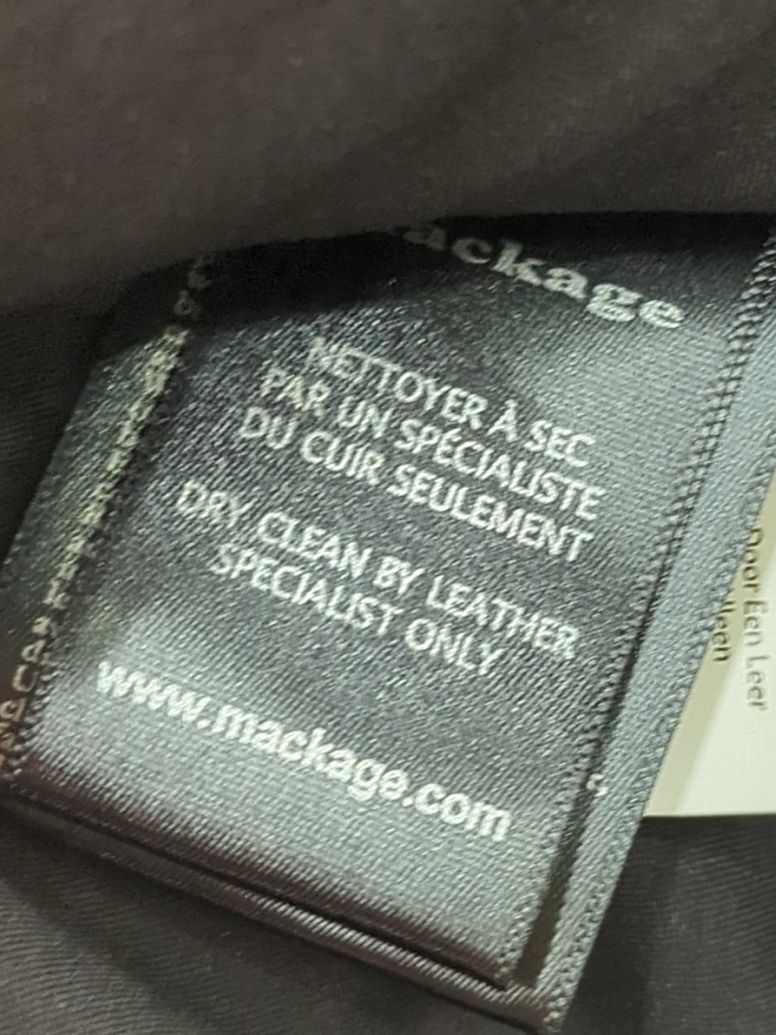 ackage
NETTOYER À SEC
PAR UN SPÉCIALISTE
DU CUIR SEULEMENT
DRY CLEAN BY LEATHER
SPECIALIST ONLY
www.mackage.com
Door Een Leer
lleen